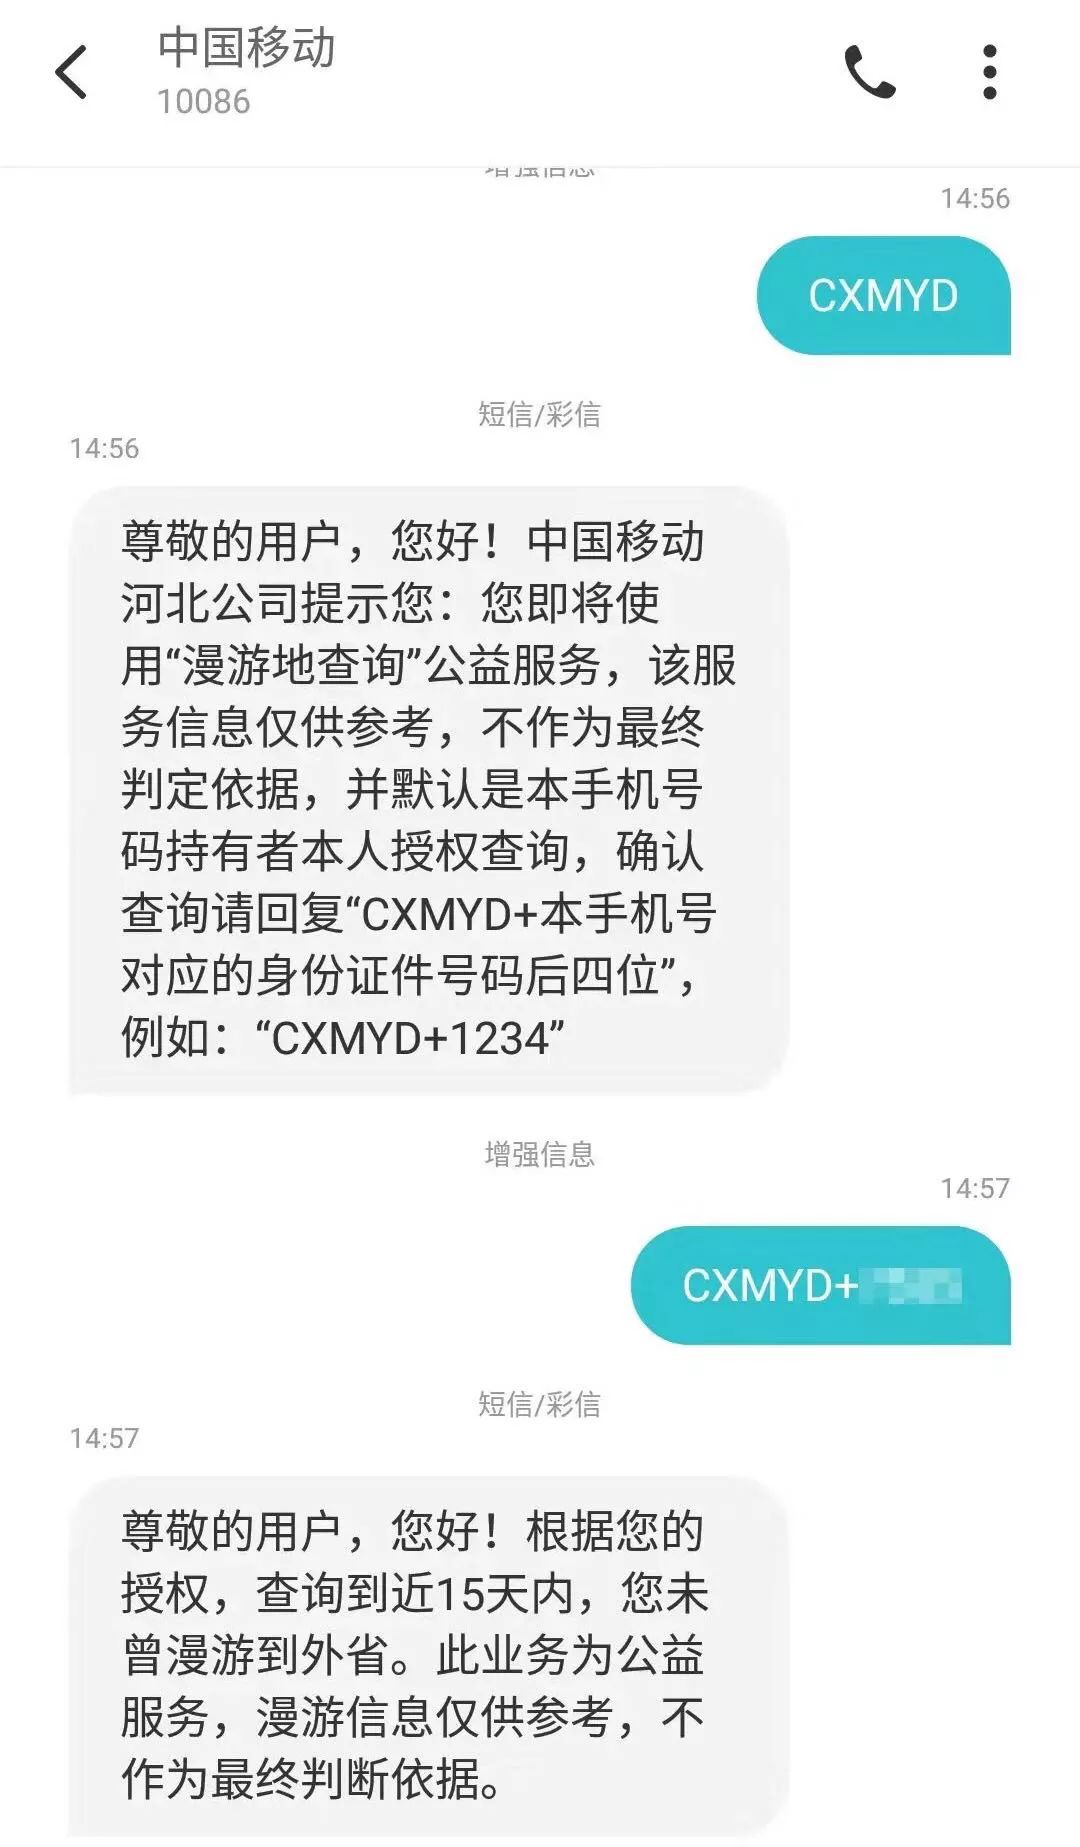 中国移动
10086
增强信息
14:56
CXMYD
短信/彩信
14:56
尊敬的用户，您好！中国移动
河北公司提示您：您即将使
用“漫游地查询”公益服务，该服
务信息仅供参考，不作为最终
判定依据，并默认是本手机号
码持有者本人授权查询，确认
查询请回复“CXMYD+本手机号
对应的身份证件号码后四位”，
例如：“CXMYD+1234”
增强信息
14:57
CXMYD+
短信/彩信
14:57
尊敬的用户，您好！根据您的
授权，查询到近15天内，您未
曾漫游到外省。此业务为公益
服务，漫游信息仅供参考，不
作为最终判断依据。